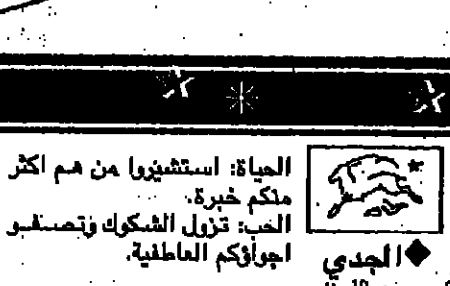 الحياة: استشيروا من هم اكثر
منكم خبرة.
الحب: تزول الشكوك وتصفو
اجواؤكم العاطفية.
الجدي